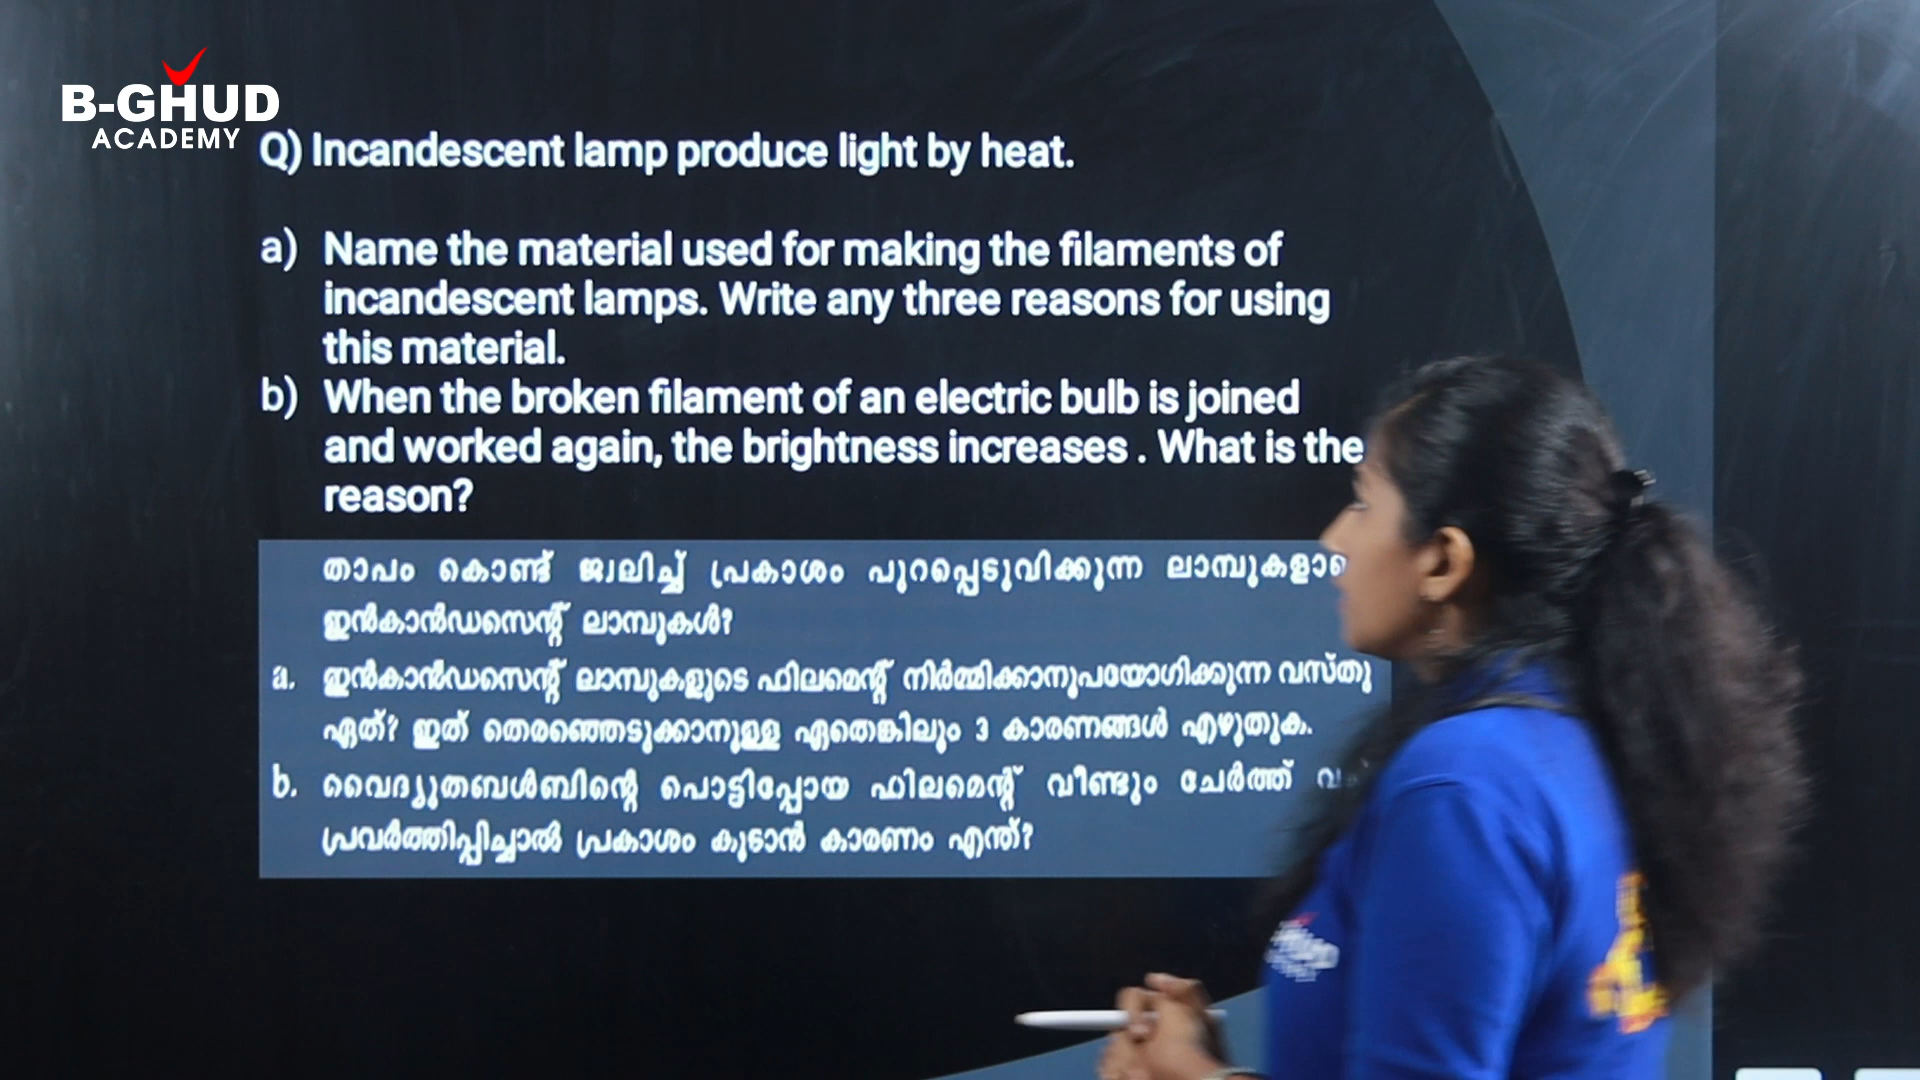 B-GHUD
ACADEMY
Q) Incandescent lamp produce light by heat.
a) Name the material used for making the filaments of
incandescent lamps. Write any three reasons for using
this material.
b) When the broken filament of an electric bulb is joined
and worked again, the brightness increases . What is the
reason?
താപം കൊണ്ട് ജ്വലിച്ച് പ്രകാശം പുറപ്പെടുവിക്കുന്ന
ഇൻകാൻഡസെന്റ് ലാമ്പുകൾ?
a. ഇൻകാൻഡസെന്റ് ലാമ്പുകളുടെ ഫിലമെന്റ് നിർമ്മിക്കാനുപയോഗിക്കുന്ന വസ്തു
ഏത്? ഇത് തെരഞ്ഞെടുക്കാനുള്ള ഏതെങ്കിലും 3 കാരണങ്ങൾ എഴുതുക.
b. വൈദ്യുതബൾബിന്റെ പൊട്ടിപ്പോയ ഫിലമെന്റ് വീണ്ടും ചേർത്ത്
പ്രവർത്തിപ്പിച്ചാൽ പ്രകാശം കൂടാൻ കാരണം എന്ത്?